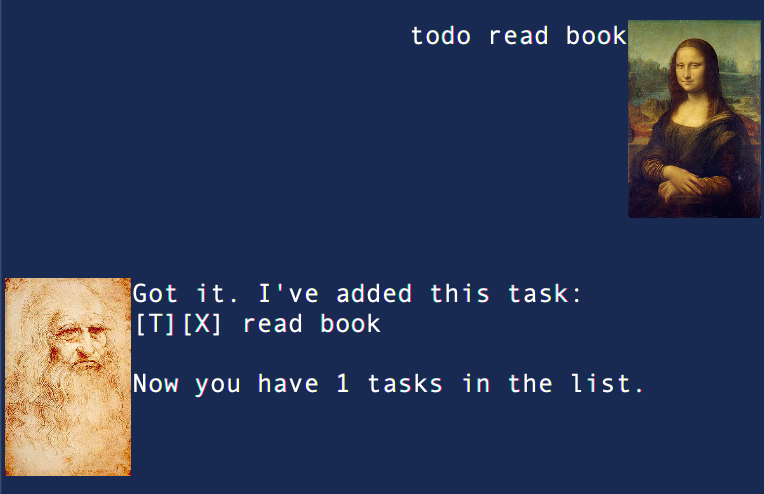 todo read book
Got it. I've added this task:
[T][X] read book
Now you have 1 tasks in the list.